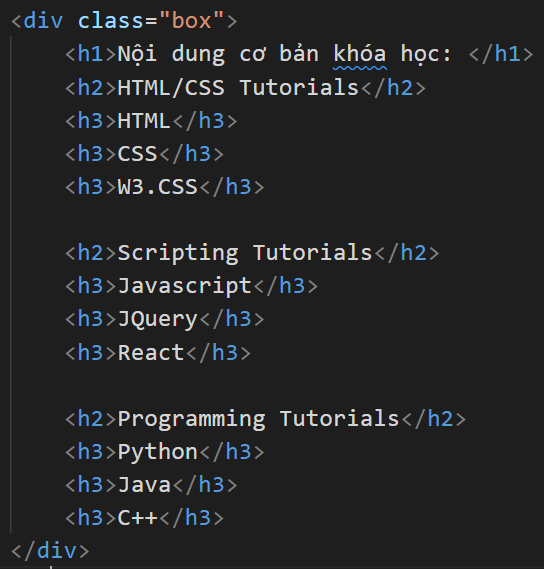 <div class="box">
<h1>Nội dung cơ bản khóa học: </h1>
<h2>HTML/CSS Tutorials</h2>
<h3>HTML</h3>
<h3>CSS</h3>
<h3>W3.CSS</h3>
<h2>Scripting Tutorials</h2>
<h3>Javascript</h3>
<h3>JQuery</h3>
<h3>React</h3>
<h2>Programming Tutorials</h2>
<h3>Python</h3>
<h3>Java</h3>
<h3>C++</h3>
</div>